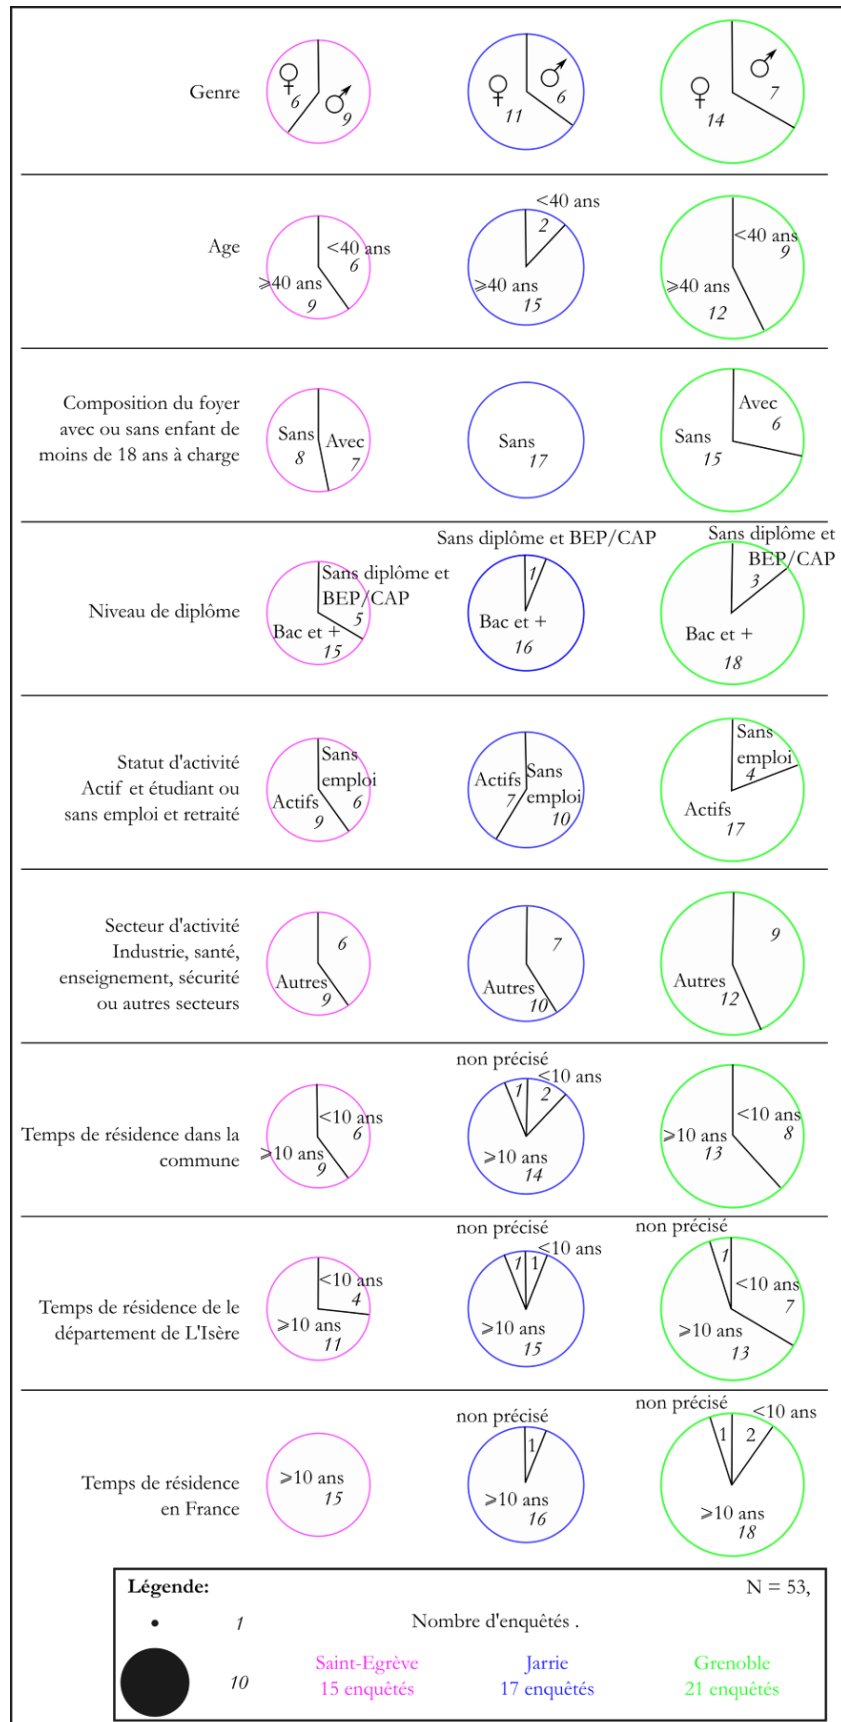 Genre
♀
6
♂
9
♀
11
♂
6
♀
14
♂
7
Age
<40 ans
6
⩾40 ans
9
<40 ans
2
⩾40 ans
15
<40 ans
9
⩾40 ans
12
Composition du foyer
avec ou sans enfant de
moins de 18 ans à charge
Sans
8
Avec
7
Sans
17
Avec
6
Sans
15
Niveau de diplôme
Sans diplôme et
BEP/CAP
5
Bac et +
15
Sans diplôme et BEP/CAP
1
Bac et +
16
Sans diplôme et
BEP/CAP
3
Bac et +
18
Statut d'activité
Actif et étudiant ou
sans emploi et retraité
Sans
emploi
6
Actifs
9
Actifs
7
Sans
emploi
10
Sans
emploi
4
Actifs
17
Secteur d'activité
Industrie, santé,
enseignement, sécurité
ou autres secteurs
6
Autres
9
7
Autres
10
9
Autres
12
Temps de résidence dans la
commune
<10 ans
6
⩾10 ans
9
non précisé
1
<10 ans
2
⩾10 ans
14
<10 ans
8
⩾10 ans
13
Temps de résidence de le
département de L'Isère
<10 ans
4
⩾10 ans
11
non précisé
1
<10 ans
1
⩾10 ans
15
non précisé
1
<10 ans
7
⩾10 ans
13
Temps de résidence
en France
⩾10 ans
15
non précisé
1
⩾10 ans
16
non précisé
1
<10 ans
2
⩾10 ans
18
Légende:
N = 53,
1
Nombre d'enquêtés .
10
Saint-Egrève
15 enquêtés
Jarrie
17 enquêtés
Grenoble
21 enquêtés